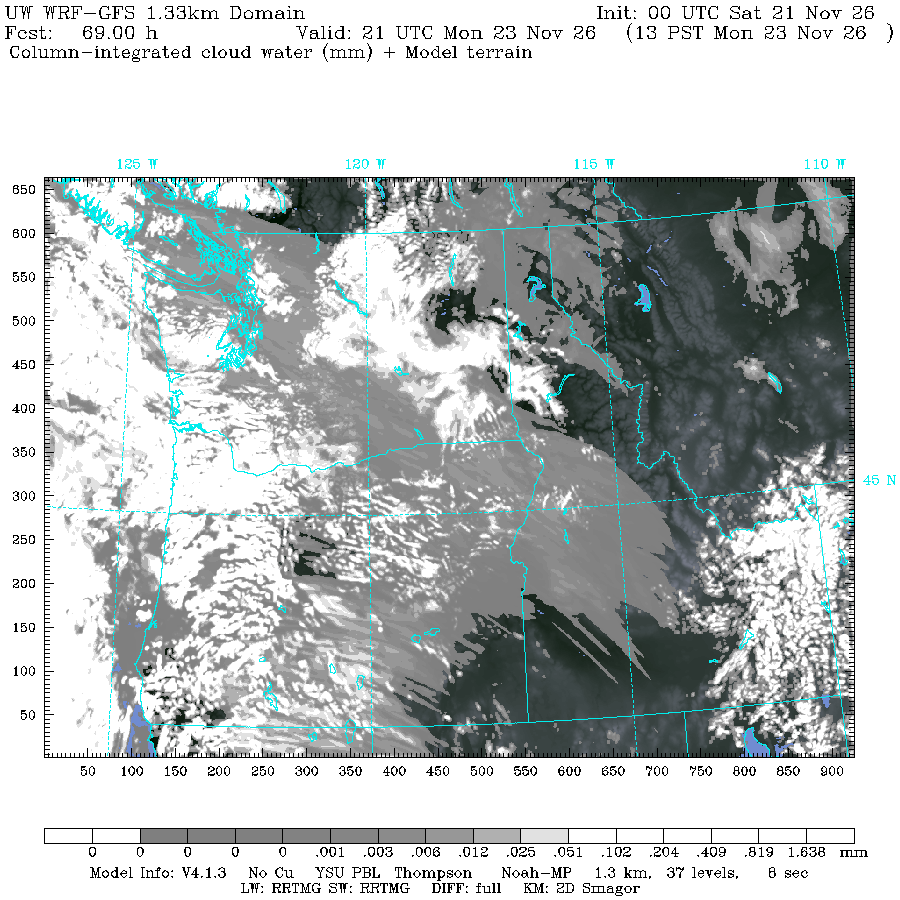 UW WRF-GFS 1.33km Domain Init: 00 UTC Sat 21 Nov 26
Fcst: 69.00 h Valid: 21 UTC Mon 23 Nov 26 (13 PST Mon 23 Nov 26 )
Column-integrated cloud water (mm) + Model terrain
125 W 120 W 115 W 110 W
650
600
550
500
450
400
350
300
250
200
150
100
50
45 N
50 100 150 200 250 300 350 400 450 500 550 600 650 700 750 800 850 900
0 0 0 0 0 .001 .003 .006 .012 .025 .051 .102 .204 .409 .819 1.638 mm
Model Info: V4.1.3 No Cu YSU PBL Thompson Noah-MP 1.3 km, 37 levels, 8 sec
LW: RRTMG SW: RRTMG DIFF: full KM: 2D Smagor